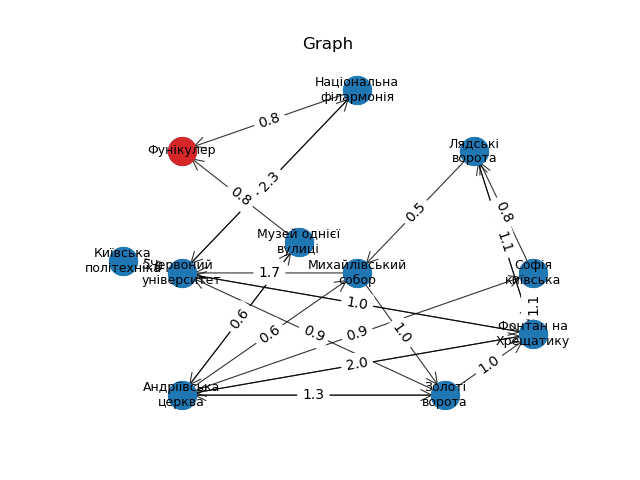 Graph
Національна
філармонія
0.8
Фунікулер
Лядські
ворота
2.3
0.8
0.5
0.8
Музей однієї
вулиці
1.1
Київська
політехніка
Червоний
університет
1.7
Михайлівський
собор
Софія
київська
1.0
1.1
0.6
0.6
0.9
0.9
1.0
Фонтан на
Хрещатику
2.0
1.0
Андріївська
церква
1.3
Золоті
ворота